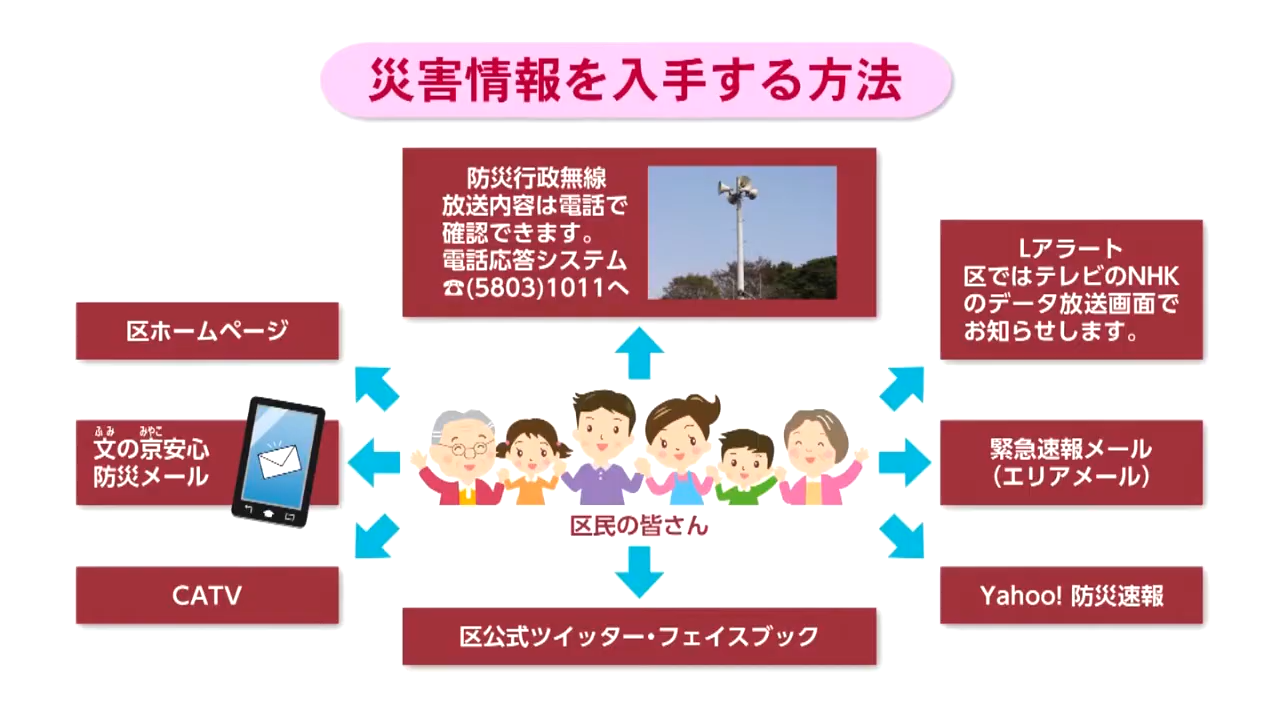 災害情報を入手する方法
防災行政無線
放送内容は電話で
確認できます。
電話応答システム
☎(5803)1011へ
Lアラート
区ではテレビのNHK
のデータ放送画面で
お知らせします。
区ホームページ
ふみ みやこ
文の京安心
防災メール
緊急速報メール
(エリアメール)
区民の皆さん
CATV
Yahoo! 防災速報
区公式ツイッター・フェイスブック